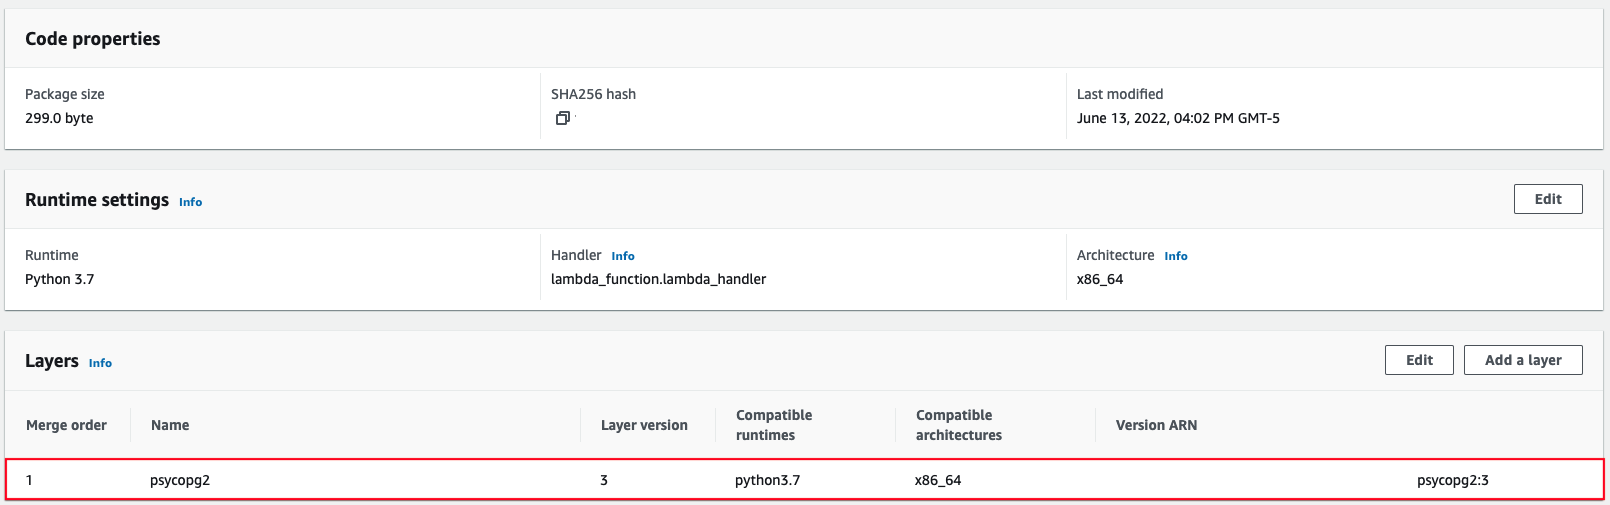 Code properties
Package size
SHA256 hash
Last modified
299.0 byte
June 13, 2022, 04:02 PM GMT-5
Runtime settings Info
Edit
Runtime
Handler Info
Architecture Info
Python 3.7
lambda_function.lambda_handler
x86_64
Layers Info
Edit
Add a layer
Merge order
Name
Layer version
Compatible
runtimes
Compatible
architectures
Version ARN
1
psycopg2
3
python3.7
x86_64
psycopg2:3